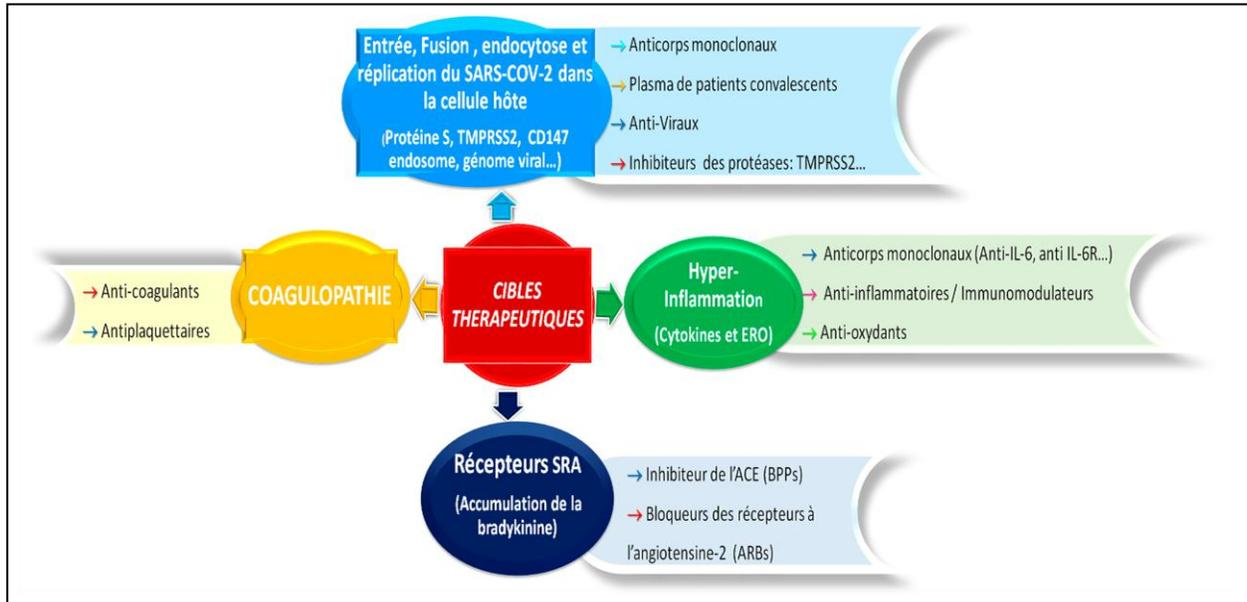 Entrée, Fusion , endocytose et
réplication du SARS-COV-2 dans
la cellule hôte
(Protéine S, TMPRSS2, CD147
endosome, génome viral...)
→ Anticorps monoclonaux
→ Plasma de patients convalescents
→ Anti-Viraux
→ Inhibiteurs des protéases: TMPRSS2...
→ Anti-coagulants
→ Antiplaquettaires
COAGULOPATHIE
CIBLES
THERAPEUTIQUES
Hyper-
Inflammation
(Cytokines et ERO)
→ Anticorps monoclonaux (Anti-IL-6, anti IL-6R...)
→ Anti-inflammatoires / Immunomodulateurs
→ Anti-oxydants
Récepteurs SRA
(Accumulation de la
bradykinine)
→ Inhibiteur de l'ACE (BPPs)
→ Bloqueurs des récepteurs à
l'angiotensine-2 (ARBs)